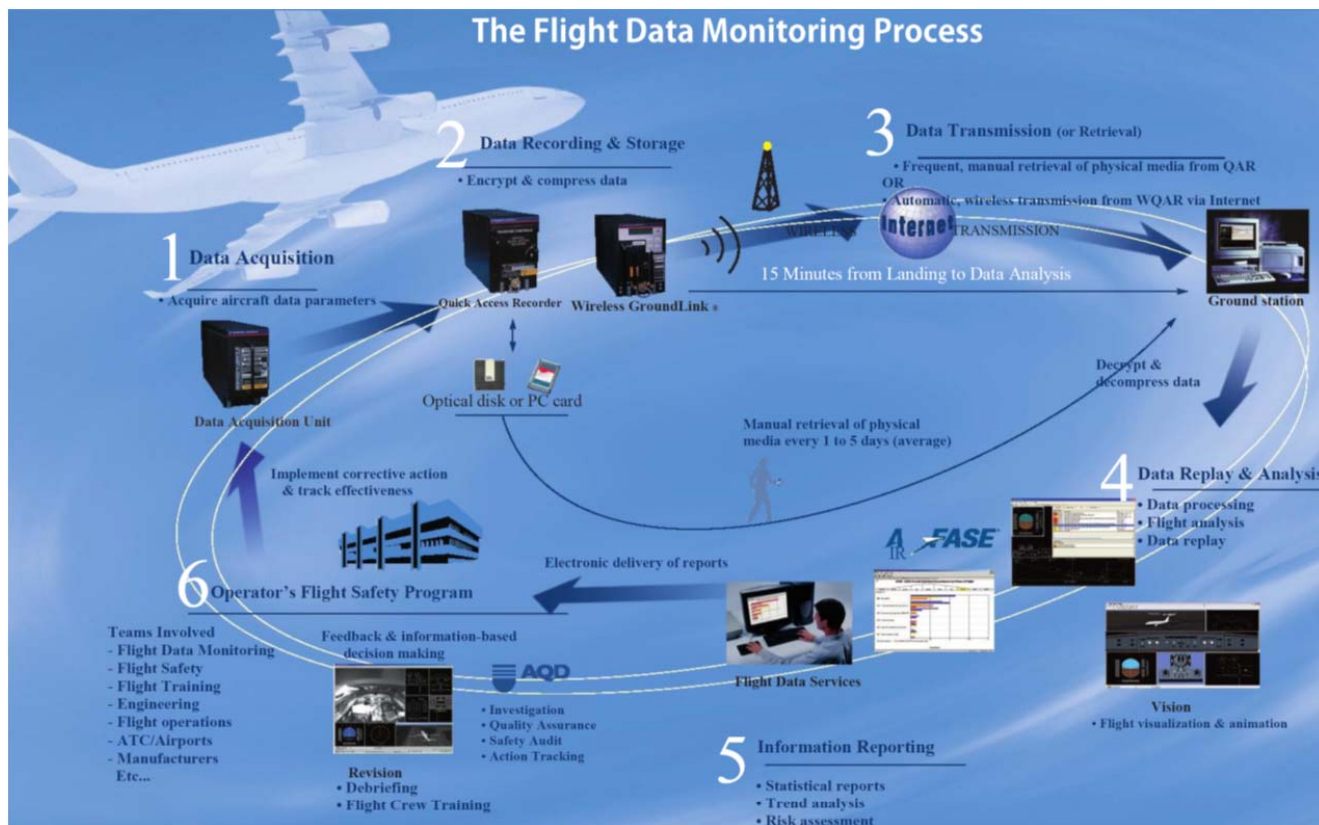 The Flight Data Monitoring Process
1 Data Acquisition
• Acquire aircraft data parameters
Data Acquisition Unit
2 Data Recording & Storage
• Encrypt & compress data
Quick Access Recorder
Wireless GroundLink ®
Optical disk or PC card
3 Data Transmission (or Retrieval)
• Frequent, manual retrieval of physical media from QAR
OR
• Automatic, wireless transmission from WQAR via Internet
WIRELESS
Internet
TRANSMISSION
15 Minutes from Landing to Data Analysis
Ground station
Decrypt &
decompress data
Manual retrieval of physical
media every 1 to 5 days (average)
4 Data Replay & Analysis
• Data processing
• Flight analysis
• Data replay
AIR FASE
Vision
• Flight visualization & animation
Flight Data Services
5 Information Reporting
• Statistical reports
• Trend analysis
• Risk assessment
Electronic delivery of reports
Implement corrective action
& track effectiveness
6 Operator's Flight Safety Program
Teams Involved
- Flight Data Monitoring
- Flight Safety
- Flight Training
- Engineering
- Flight operations
- ATC/Airports
- Manufacturers
Etc...
Feedback & information-based
decision making
Revision
• Debriefing
• Flight Crew Training
AQD
• Investigation
• Quality Assurance
• Safety Audit
• Action Tracking